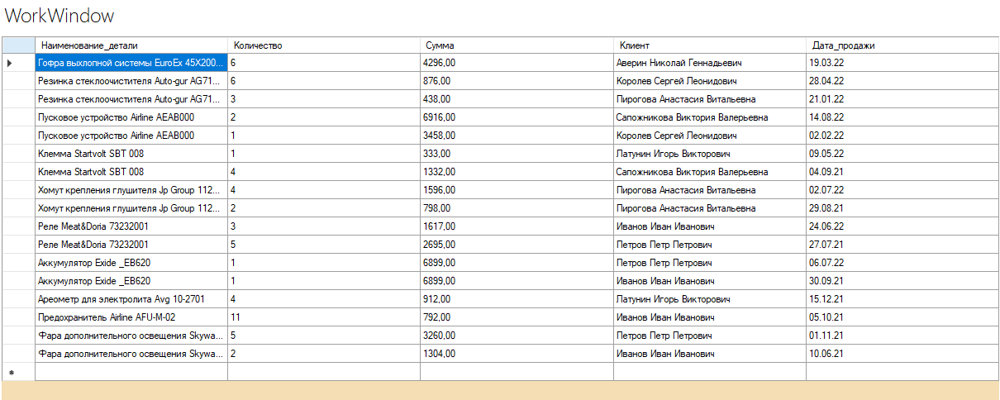 WorkWindow
Наименование_детали Количество Сумма Клиент Дата_продажи
Гофра выхлопной системы EuroEx 45X200... 6 4296,00 Аверин Николай Геннадьевич 19.03.22
Резинка стеклоочистителя Auto-gur AG71... 6 876,00 Королев Сергей Леонидович 28.04.22
Резинка стеклоочистителя Auto-gur AG71... 3 438,00 Пирогова Анастасия Витальевна 21.01.22
Пусковое устройство Airline AEAB000 2 6916,00 Сапожникова Виктория Валерьевна 14.08.22
Пусковое устройство Airline AEAB000 1 3458,00 Королев Сергей Леонидович 02.02.22
Клемма Startvolt SBT 008 1 333,00 Латунин Игорь Викторович 09.05.22
Клемма Startvolt SBT 008 4 1332,00 Сапожникова Виктория Валерьевна 04.09.21
Хомут крепления глушителя Jp Group 112... 4 1596,00 Пирогова Анастасия Витальевна 02.07.22
Хомут крепления глушителя Jp Group 112... 2 798,00 Пирогова Анастасия Витальевна 29.08.21
Реле Meat&Doria 73232001 3 1617,00 Иванов Иван Иванович 24.06.22
Реле Meat&Doria 73232001 5 2695,00 Петров Петр Петрович 27.07.21
Аккумулятор Exide _EB620 1 6899,00 Петров Петр Петрович 06.07.22
Аккумулятор Exide _EB620 1 6899,00 Иванов Иван Иванович 30.09.21
Ареометр для электролита Avg 10-2701 4 912,00 Латунин Игорь Викторович 15.12.21
Предохранитель Airline AFU-M-02 11 792,00 Иванов Иван Иванович 05.10.21
Фара дополнительного освещения Skywa... 5 3260,00 Петров Петр Петрович 01.11.21
Фара дополнительного освещения Skywa... 2 1304,00 Иванов Иван Иванович 10.06.21